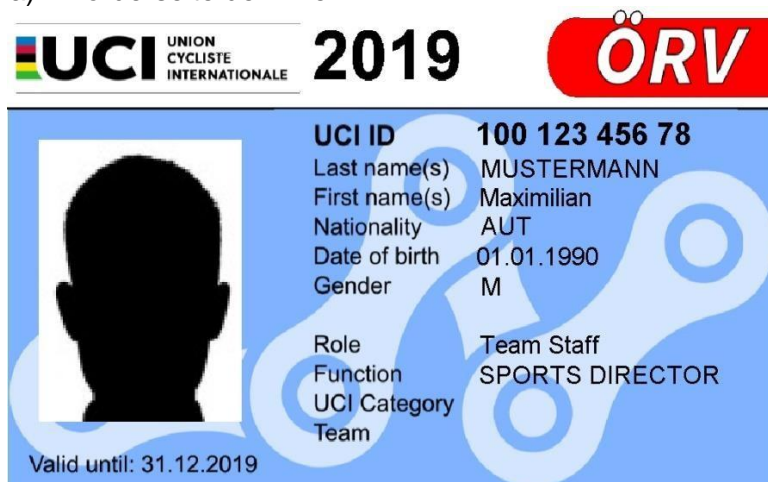 UCI UNION CYCLISTE INTERNATIONALE 2019 ÖRV
UCI ID 100 123 456 78
Last name(s) MUSTERMANN
First name(s) Maximilian
Nationality AUT
Date of birth 01.01.1990
Gender M
Role Team Staff
Function SPORTS DIRECTOR
UCI Category
Team
Valid until: 31.12.2019